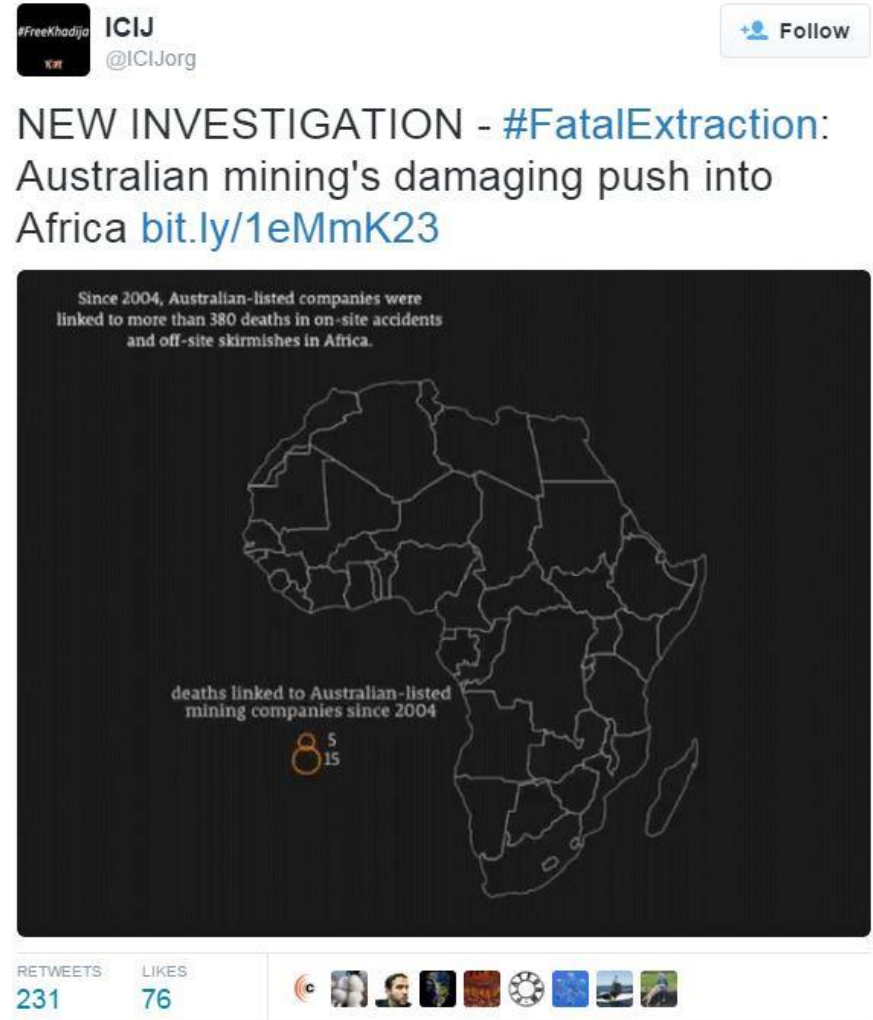 #FreeKhadija
ICIJ
@ICIJorg
Follow
NEW INVESTIGATION - #FatalExtraction:
Australian mining's damaging push into
Africa bit.ly/1eMmK23
Since 2004, Australian-listed companies were
linked to more than 380 deaths in on-site accidents
and off-site skirmishes in Africa.
deaths linked to Australian-listed
mining companies since 2004
5
15
RETWEETS
LIKES
231
76
C